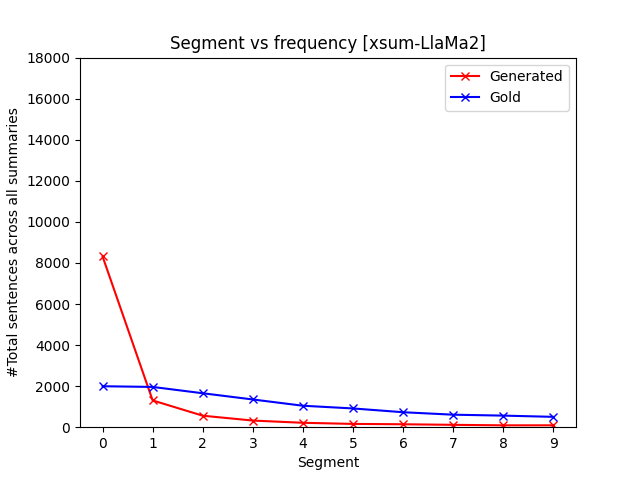 Segment vs frequency [xsum-LlaMa2]
18000
16000
14000
12000
10000
8000
6000
4000
2000
0
#Total sentences across all summaries
Generated
Gold
0 1 2 3 4 5 6 7 8 9
Segment